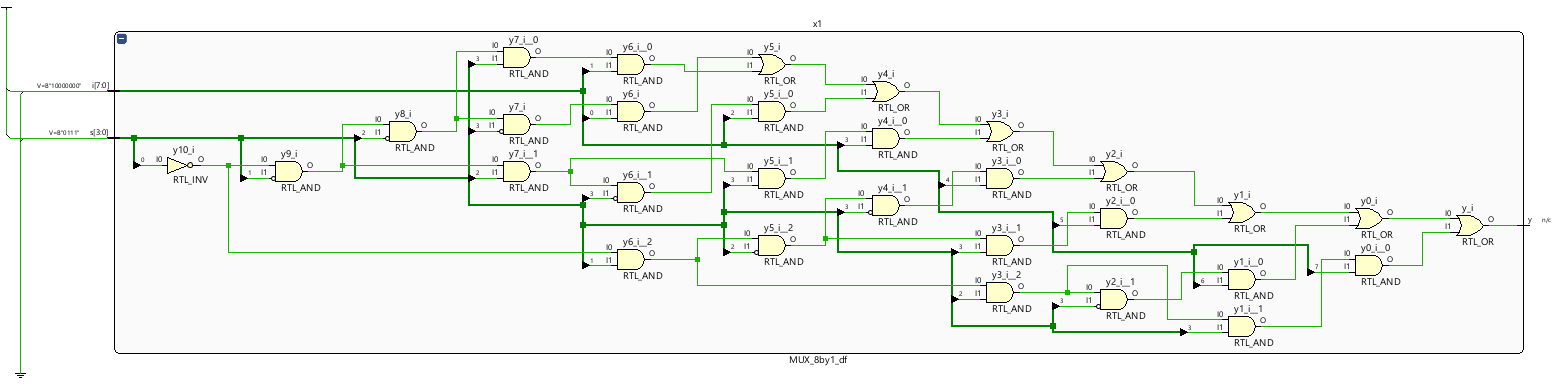 x1
V=B"10000000" i[7:0]
V=B"0111" s[3:0]
y7_i__0
I0 O
3 I1
RTL_AND
y6_i__0
I0 O
1 I1
RTL_AND
y5_i
I0 O
I1
RTL_OR
y4_i
I0 O
I1
RTL_OR
y8_i
I0 O
2 I1
RTL_AND
y7_i
I0 O
3 I1
RTL_AND
y6_i
I0 O
0 I1
RTL_AND
y5_i__0
I0 O
2 I1
RTL_AND
y4_i__0
I0 O
3 I1
RTL_AND
y3_i
I0 O
I1
RTL_OR
y10_i
0 I0 O
RTL_INV
y9_i
I0 O
1 I1
RTL_AND
y7_i__1
I0 O
2 I1
RTL_AND
y6_i__1
I0 O
3 I1
RTL_AND
y5_i__1
I0 O
3 I1
RTL_AND
y4_i__1
I0 O
3 I1
RTL_AND
y3_i__0
I0 O
4 I1
RTL_AND
y2_i
I0 O
I1
RTL_OR
y6_i__2
I0 O
1 I1
RTL_AND
y5_i__2
I0 O
2 I1
RTL_AND
y3_i__1
I0 O
3 I1
RTL_AND
y2_i__0
I0 O
5 I1
RTL_AND
y1_i
I0 O
I1
RTL_OR
y0_i
I0 O
I1
RTL_OR
y_i
I0 O
I1
RTL_OR
y n/c
y3_i__2
I0 O
2 I1
RTL_AND
y2_i__1
I0 O
3 I1
RTL_AND
y1_i__0
I0 O
6 I1
RTL_AND
y0_i__0
I0 O
7 I1
RTL_AND
y1_i__1
I0 O
3 I1
RTL_AND
MUX_8by1_df